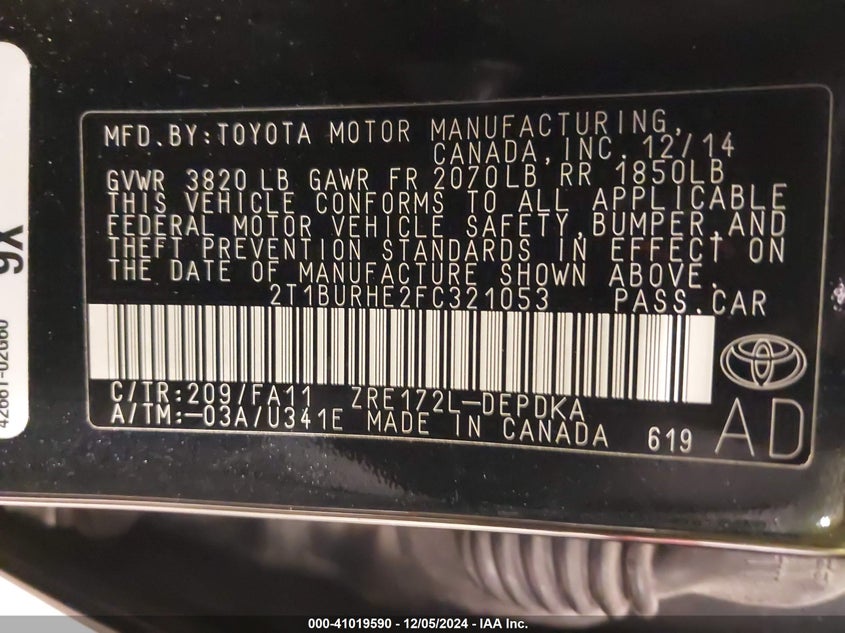 MFD.BY:TOYOTA MOTOR MANUFACTURING,
CANADA,INC. 12/14
GVWR 3820 LB GAWR FR 2070LB RR 1850LB
THIS VEHICLE CONFORMS TO ALL APPLICABLE
FEDERAL MOTOR VEHICLE SAFETY,BUMPER,AND
THEFT PREVENTION STANDARDS IN EFFECT ON
THE DATE OF MANUFACTURE SHOWN ABOVE.
2T1BURHE2FC321053 PASS.CAR
C/TR:209/FA11 ZRE172L-DEPDKA
A/TM:-03A/U341E MADE IN CANADA 619
AD
9X
42661-02G60
000-41019590 - 12/05/2024 - IAA Inc.